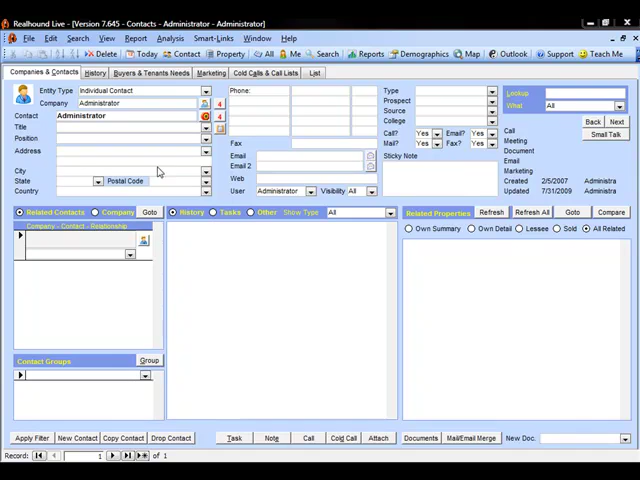 Realhound Live - [Version 7.645 - Contacts - Administrator - Administrator]
File Edit Search View Report Analysis Smart-Links Window Help
Delete Today Contact Property All Search Reports Demographics Map Outlook Support Teach Me
Companies & Contacts History Buyers & Tenants Needs Marketing Cold Calls & Call Lists List
Entity Type Individual Contact Phone: Type Lookup
Company Administrator 4 Prospect What All
Contact Administrator 4 Source
Title College Back Next
Position Call? Yes Email? Yes Call Small Talk
Address Fax Mail? Yes Fax? Yes Meeting
Email Sticky Note Document
City Email 2 Email
State Postal Code Web Marketing
Country User Administrator Visibility All Created 2/5/2007 Administra
Updated 7/31/2009 Administra
Related Contacts Company Goto History Tasks Other Show Type All Related Properties Refresh Refresh All Goto Compare
Company - Contact - Relationship Own Summary Own Detail Lessee Sold All Related
Contact Groups Group
Apply Filter New Contact Copy Contact Drop Contact Task Note Call Cold Call Attach Documents Mail/Email Merge New Doc.
Record: 1 of 1